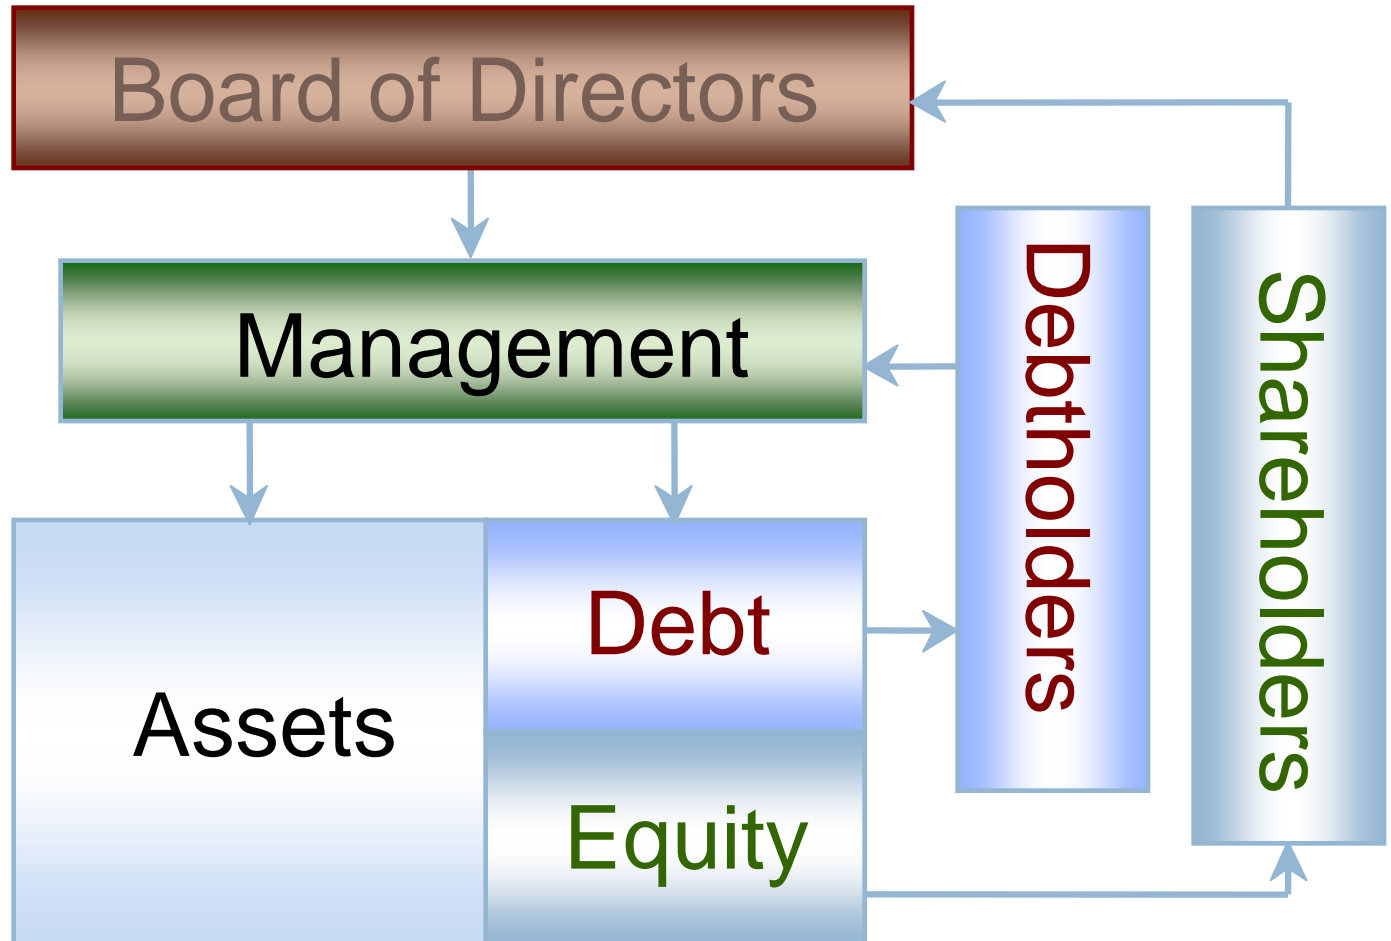 Board of Directors
Management
Debtholders
Shareholders
Assets
Debt
Equity